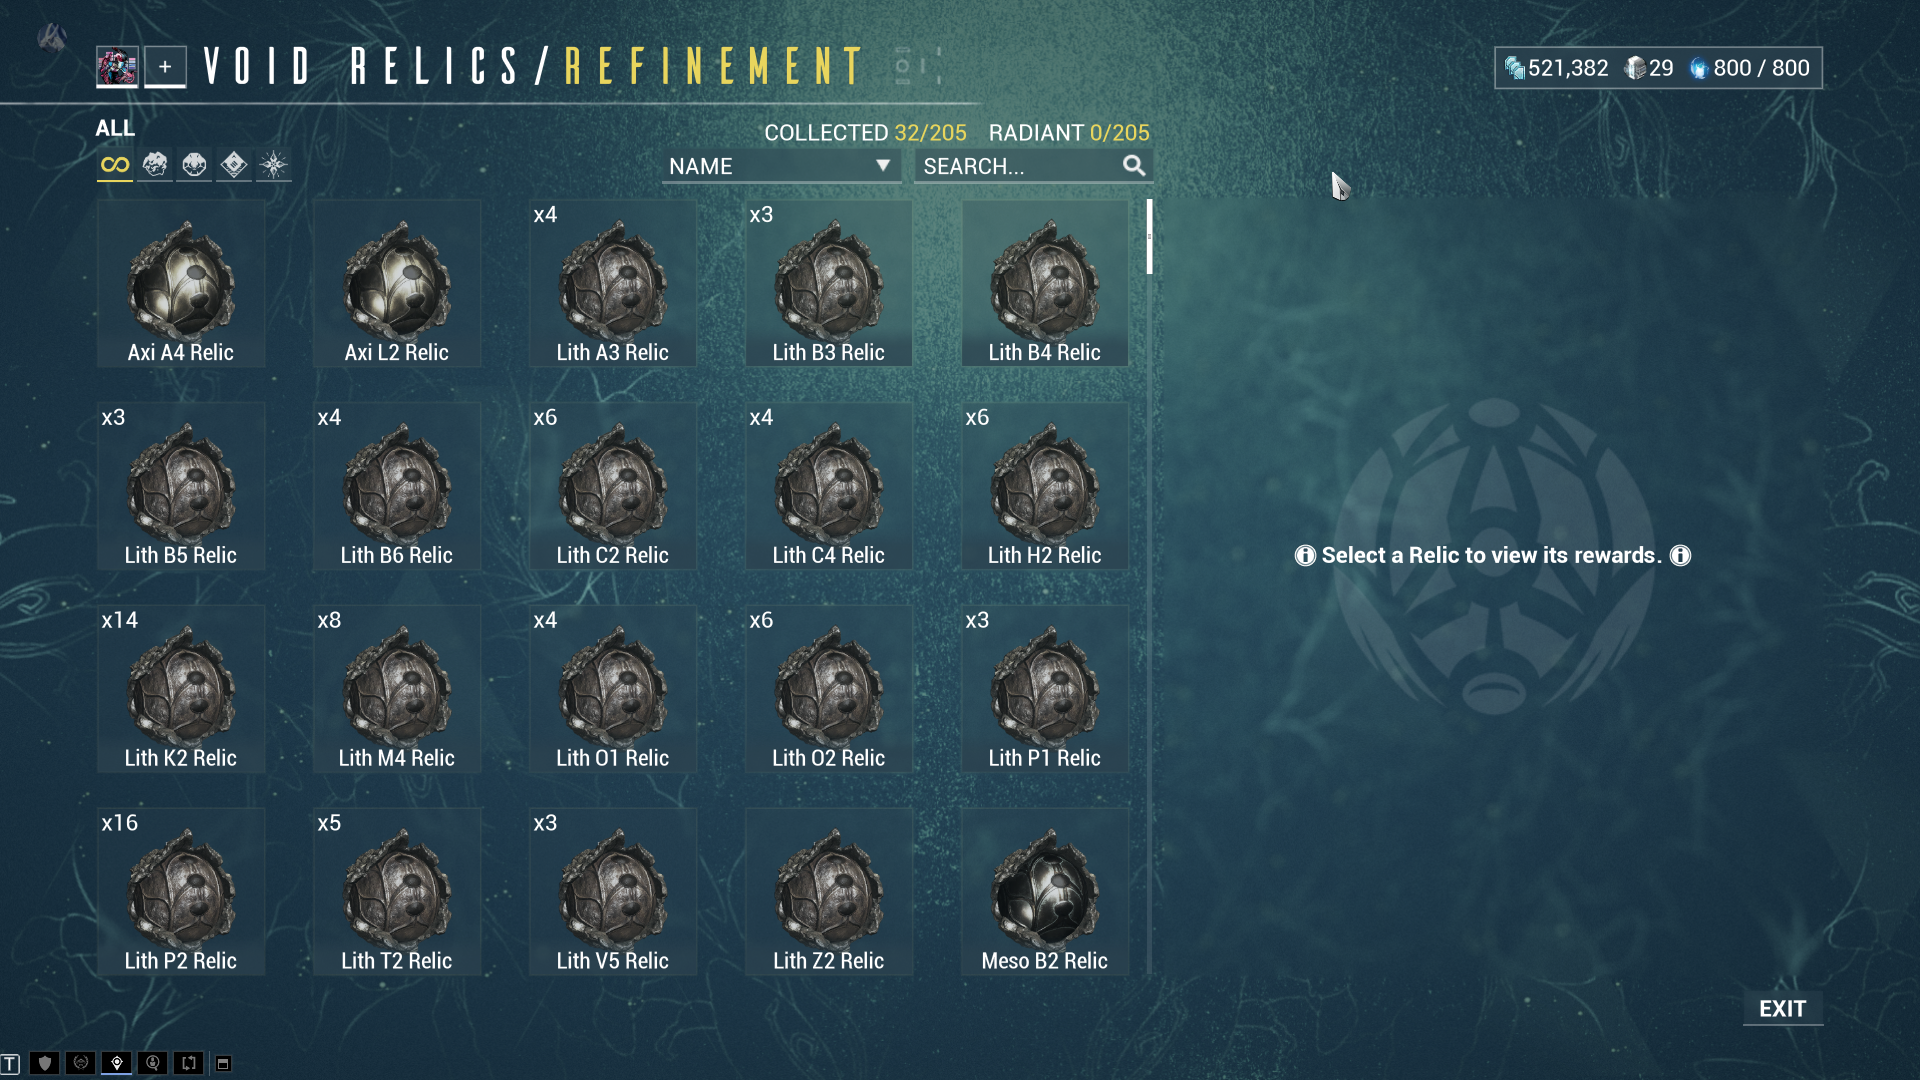 + VOID RELICS/REFINEMENT
521,382 29 800 / 800
ALL
COLLECTED 32/205 RADIANT 0/205
NAME SEARCH...
Axi A4 Relic
Axi L2 Relic
x4 Lith A3 Relic
x3 Lith B3 Relic
Lith B4 Relic
x3 Lith B5 Relic
x4 Lith B6 Relic
x6 Lith C2 Relic
x4 Lith C4 Relic
x6 Lith H2 Relic
x14 Lith K2 Relic
x8 Lith M4 Relic
x4 Lith O1 Relic
x6 Lith O2 Relic
x3 Lith P1 Relic
x16 Lith P2 Relic
x5 Lith T2 Relic
x3 Lith V5 Relic
Lith Z2 Relic
Meso B2 Relic
Select a Relic to view its rewards.
EXIT
T